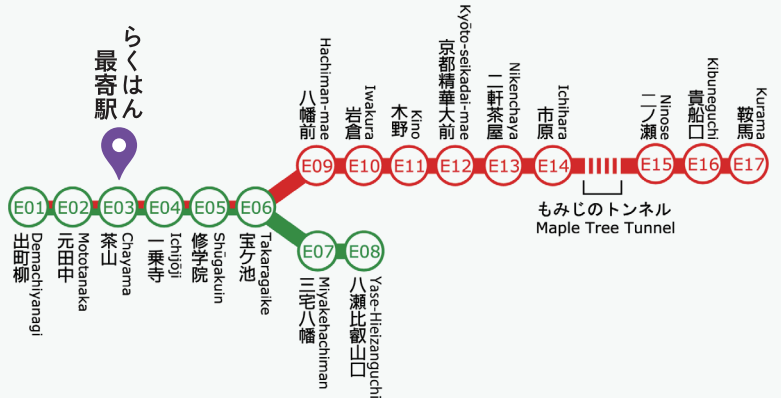 らくはん
最寄駅
E01
出町柳
Demachiyanagi
E02
元田中
Mototanaka
E03
茶山
Chayama
E04
一乗寺
Ichijōji
E05
修学院
Shūgakuin
E06
宝ケ池
Takaragaike
E07
三宅八幡
Miyakehachiman
E08
八瀬比叡山口
Yase-Hieizanguchi
E09
八幡前
Hachiman-mae
E10
岩倉
Iwakura
E11
木野
Kino
E12
京都精華大前
Kyōto-seikadai-mae
E13
二軒茶屋
Nikenchaya
E14
市原
Ichihara
もみじのトンネル
Maple Tree Tunnel
E15
二ノ瀬
Ninose
E16
貴船口
Kibuneguchi
E17
鞍馬
Kurama